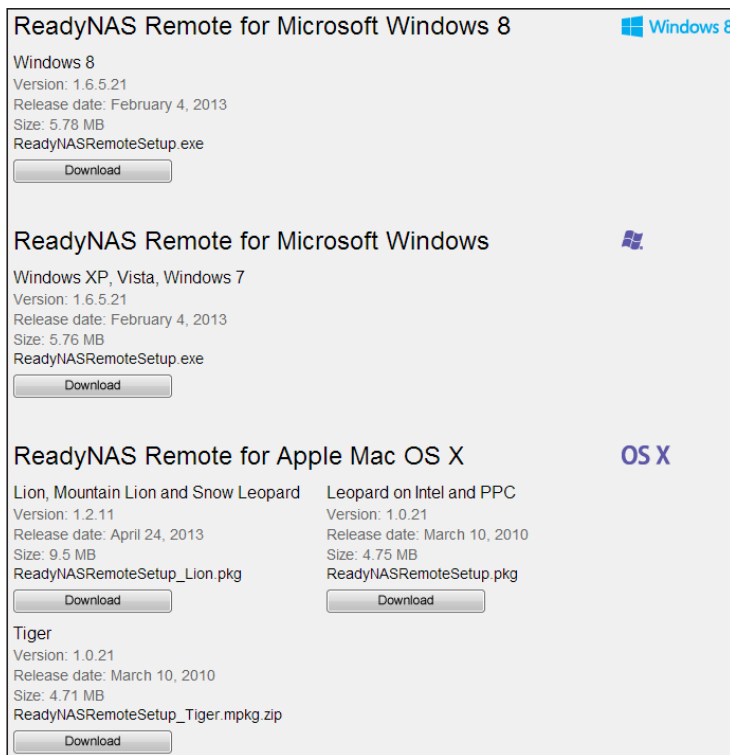 ReadyNAS Remote for Microsoft Windows 8
Windows 8
Windows 8
Version: 1.6.5.21
Release date: February 4, 2013
Size: 5.78 MB
ReadyNASRemoteSetup.exe
Download
ReadyNAS Remote for Microsoft Windows
Windows XP, Vista, Windows 7
Version: 1.6.5.21
Release date: February 4, 2013
Size: 5.76 MB
ReadyNASRemoteSetup.exe
Download
ReadyNAS Remote for Apple Mac OS X
OS X
Lion, Mountain Lion and Snow Leopard
Version: 1.2.11
Release date: April 24, 2013
Size: 9.5 MB
ReadyNASRemoteSetup_Lion.pkg
Download
Leopard on Intel and PPC
Version: 1.0.21
Release date: March 10, 2010
Size: 4.75 MB
ReadyNASRemoteSetup.pkg
Download
Tiger
Version: 1.0.21
Release date: March 10, 2010
Size: 4.71 MB
ReadyNASRemoteSetup_Tiger.mpkg.zip
Download